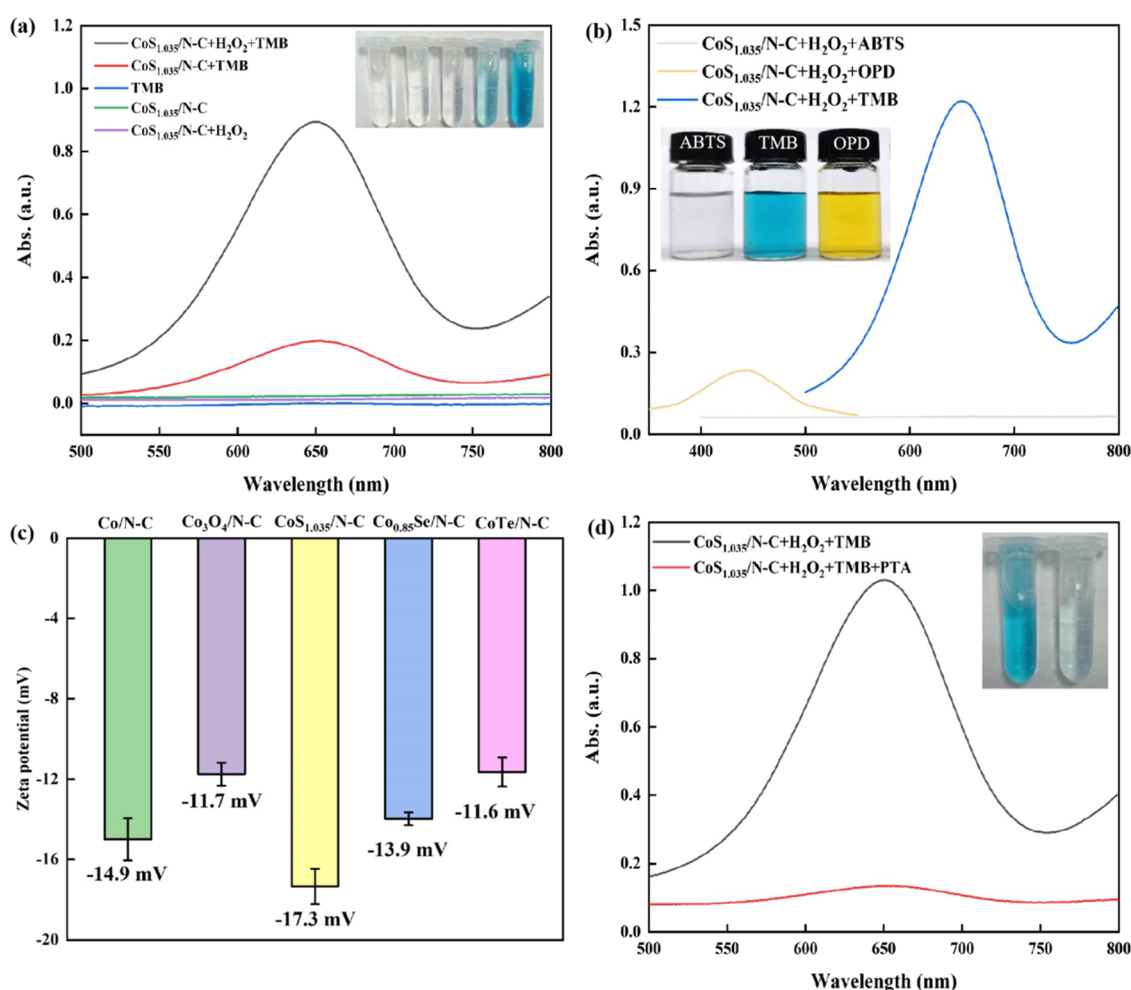 (a)
1.2
1.0
0.8
0.6
0.4
0.2
0.0
Abs. (a.u.)
CoS1.035/N-C+H2O2+TMB
CoS1.035/N-C+TMB
TMB
CoS1.035/N-C
CoS1.035/N-C+H2O2
500 550 600 650 700 750 800
Wavelength (nm)
(b)
1.5
1.2
0.9
0.6
0.3
0.0
Abs. (a.u.)
CoS1.035/N-C+H2O2+ABTS
CoS1.035/N-C+H2O2+OPD
CoS1.035/N-C+H2O2+TMB
ABTS TMB OPD
400 500 600 700 800
Wavelength (nm)
(c)
Co/N-C Co3O4/N-C CoS1.035/N-C Co0.85Se/N-C CoTe/N-C
0
-4
-8
-12
-16
-20
Zeta potential (mV)
-14.9 mV
-11.7 mV
-17.3 mV
-13.9 mV
-11.6 mV
(d)
1.2
1.0
0.8
0.6
0.4
0.2
0.0
Abs. (a.u.)
CoS1.035/N-C+H2O2+TMB
CoS1.035/N-C+H2O2+TMB+PTA
500 550 600 650 700 750 800
Wavelength (nm)